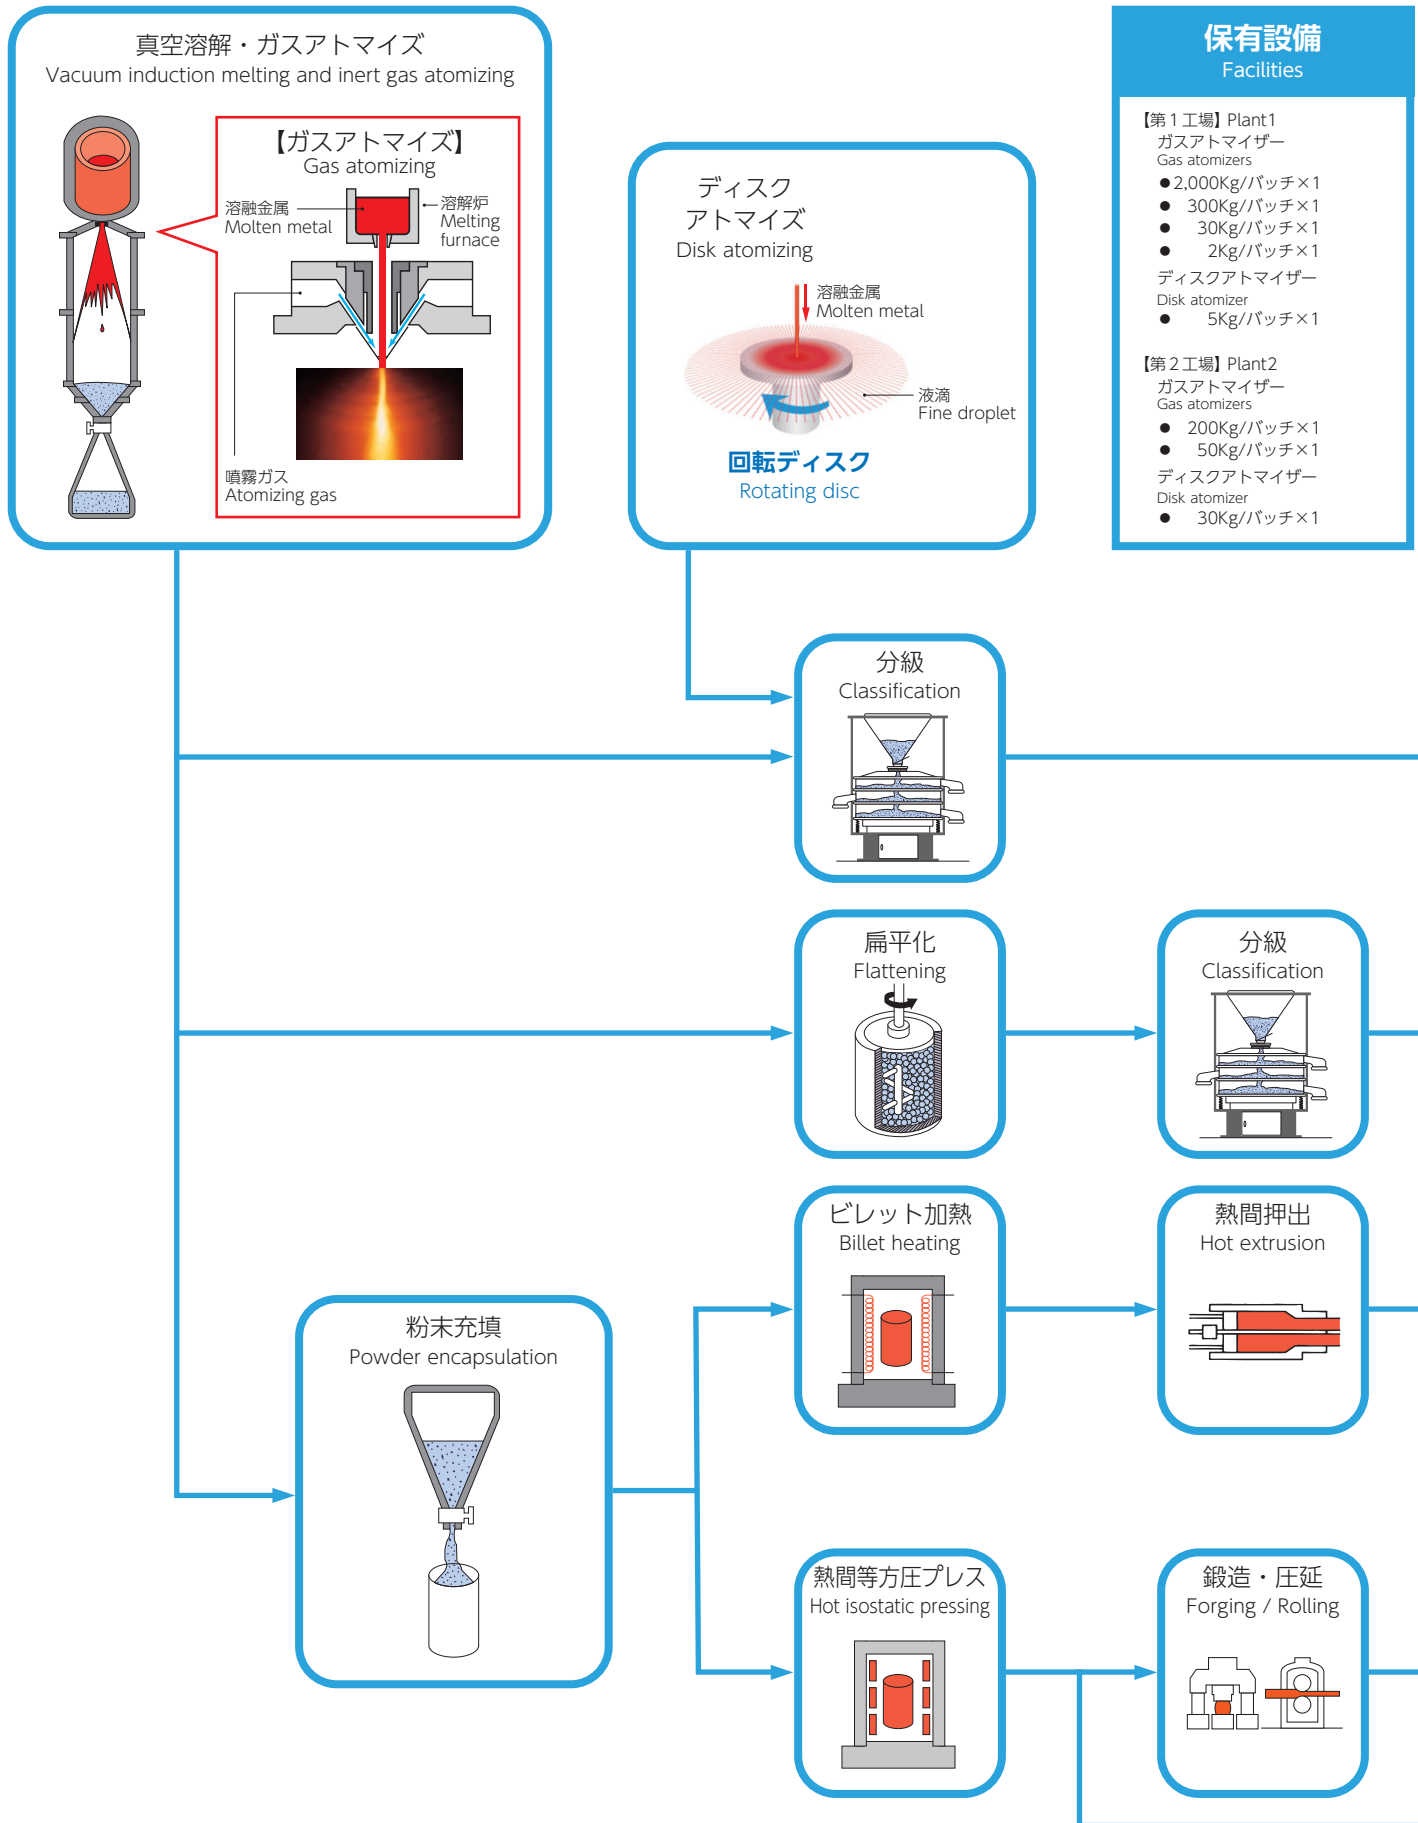 真空溶解・ガスアトマイズ
Vacuum induction melting and inert gas atomizing
【ガスアトマイズ】
Gas atomizing
溶融金属
Molten metal
溶解炉
Melting
furnace
噴霧ガス
Atomizing gas
ディスク
アトマイズ
Disk atomizing
溶融金属
Molten metal
液滴
Fine droplet
回転ディスク
Rotating disc
保有設備
Facilities
【第1工場】Plant1
ガスアトマイザー
Gas atomizers
●2,000Kg/バッチ×1
● 300Kg/バッチ×1
● 30Kg/バッチ×1
● 2Kg/バッチ×1
ディスクアトマイザー
Disk atomizer
● 5Kg/バッチ×1
【第2工場】Plant2
ガスアトマイザー
Gas atomizers
● 200Kg/バッチ×1
● 50Kg/バッチ×1
ディスクアトマイザー
Disk atomizer
● 30Kg/バッチ×1
分級
Classification
扁平化
Flattening
分級
Classification
ビレット加熱
Billet heating
熱間押出
Hot extrusion
粉末充填
Powder encapsulation
熱間等方圧プレス
Hot isostatic pressing
鍛造・圧延
Forging / Rolling